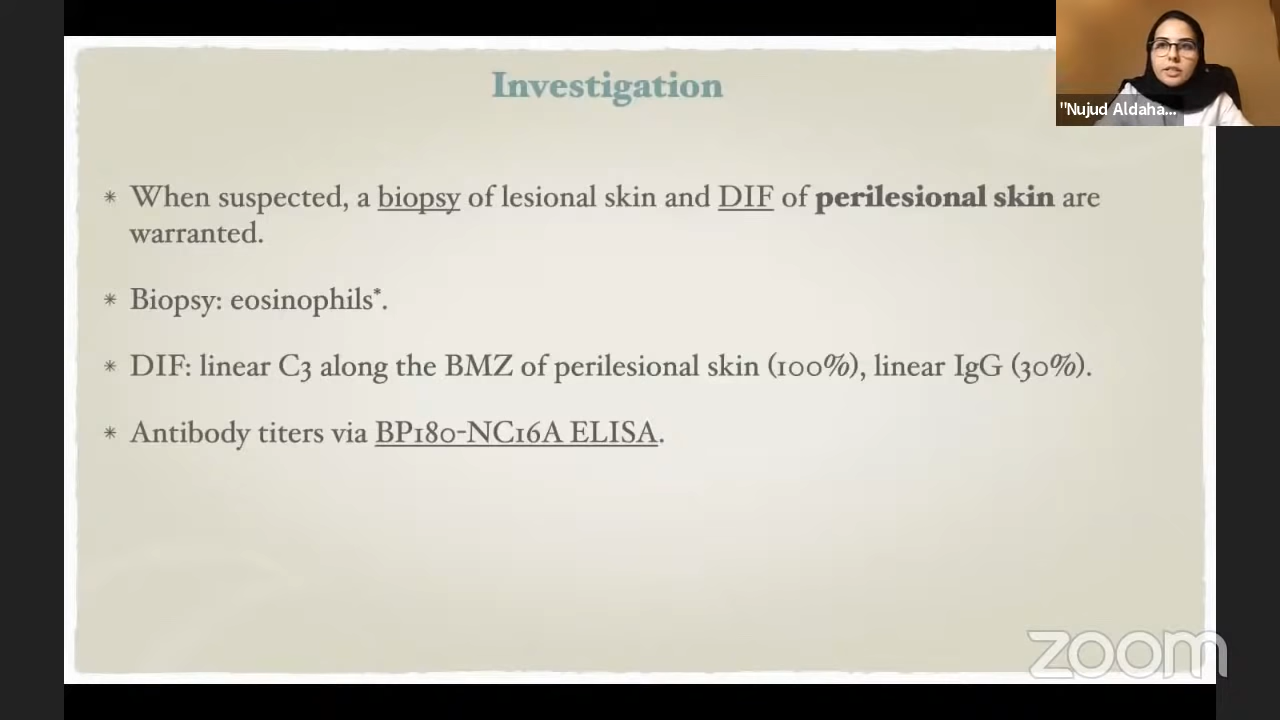 Investigation
"Nujud Aldaha...
* When suspected, a biopsy of lesional skin and DIF of perilesional skin are
warranted.
* Biopsy: eosinophils*.
* DIF: linear C3 along the BMZ of perilesional skin (100%), linear IgG (30%).
* Antibody titers via BP180-NC16A ELISA.
zoom